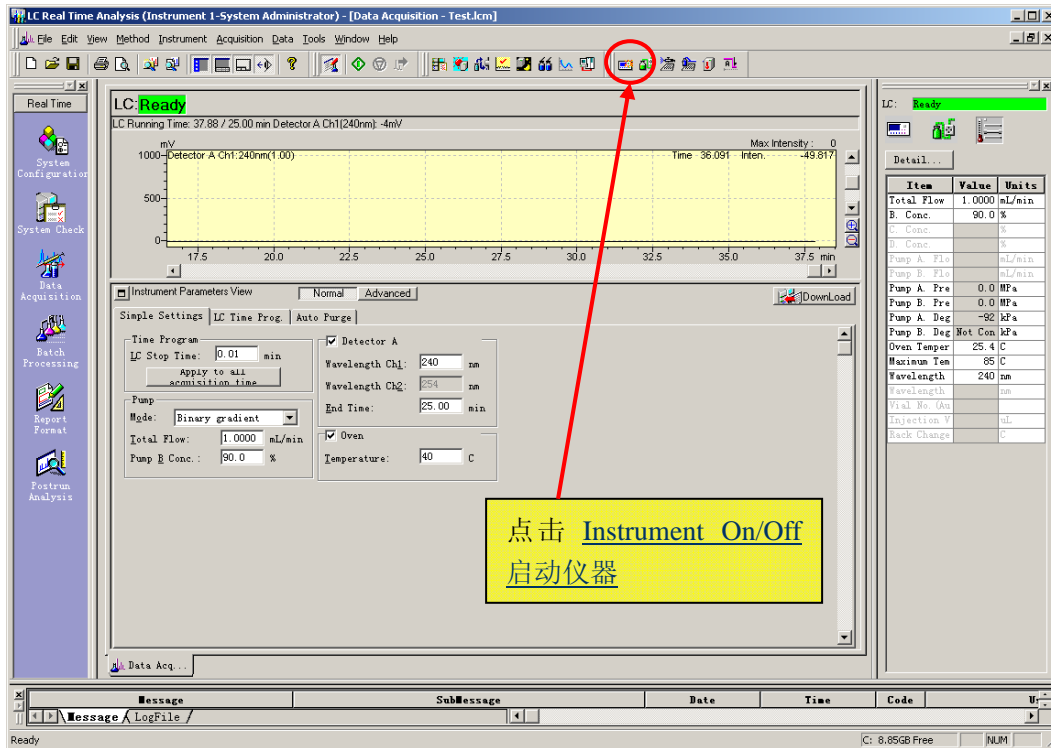 LC Real Time Analysis (Instrument 1-System Administrator) - [Data Acquisition - Test.lcm]
File Edit View Method Instrument Acquisition Data Tools Window Help
Real Time
System Configuration
System Check
Data Acquisition
Batch Processing
Report Format
Postrun Analysis
LC: Ready
LC Running Time: 37.88 / 25.00 min Detector A Ch1(240nm): -4mV
mV
Max Intensity : 0
1000 Detector A Ch1:240nm(1.00)
Time 36.091 Inten. -49.817
500
0
17.5 20.0 22.5 25.0 27.5 30.0 32.5 35.0 37.5 min
Instrument Parameters View Normal Advanced DownLoad
Simple Settings LC Time Prog. Auto Purge
Time Program
LC Stop Time: 0.01 min
Apply to all
acquisition time
Pump
Mode: Binary gradient
Total Flow: 1.0000 mL/min
Pump B Conc.: 90.0 %
Detector A
Wavelength Ch1: 240 nm
Wavelength Ch2: 254 nm
End Time: 25.00 min
Oven
Temperature: 40 C
点击 Instrument On/Off
启动仪器
Data Acq...
LC: Ready
Detail...
Item Value Units
Total Flow 1.0000 mL/min
B. Conc. 90.0 %
C. Conc. %
D. Conc. %
Pump A. Flo mL/min
Pump B. Flo mL/min
Pump A. Pre 0.0 MPa
Pump B. Pre 0.0 MPa
Pump A. Deg -92 kPa
Pump B. Deg Not Con kPa
Oven Temper 25.4 C
Maximum Tem 85 C
Wavelength 240 nm
Wavelength nm
Vial No. (Au
Injection V uL
Rack Change C
Message SubMessage Date Time Code
Message LogFile
Ready C: 8.85GB Free NUM